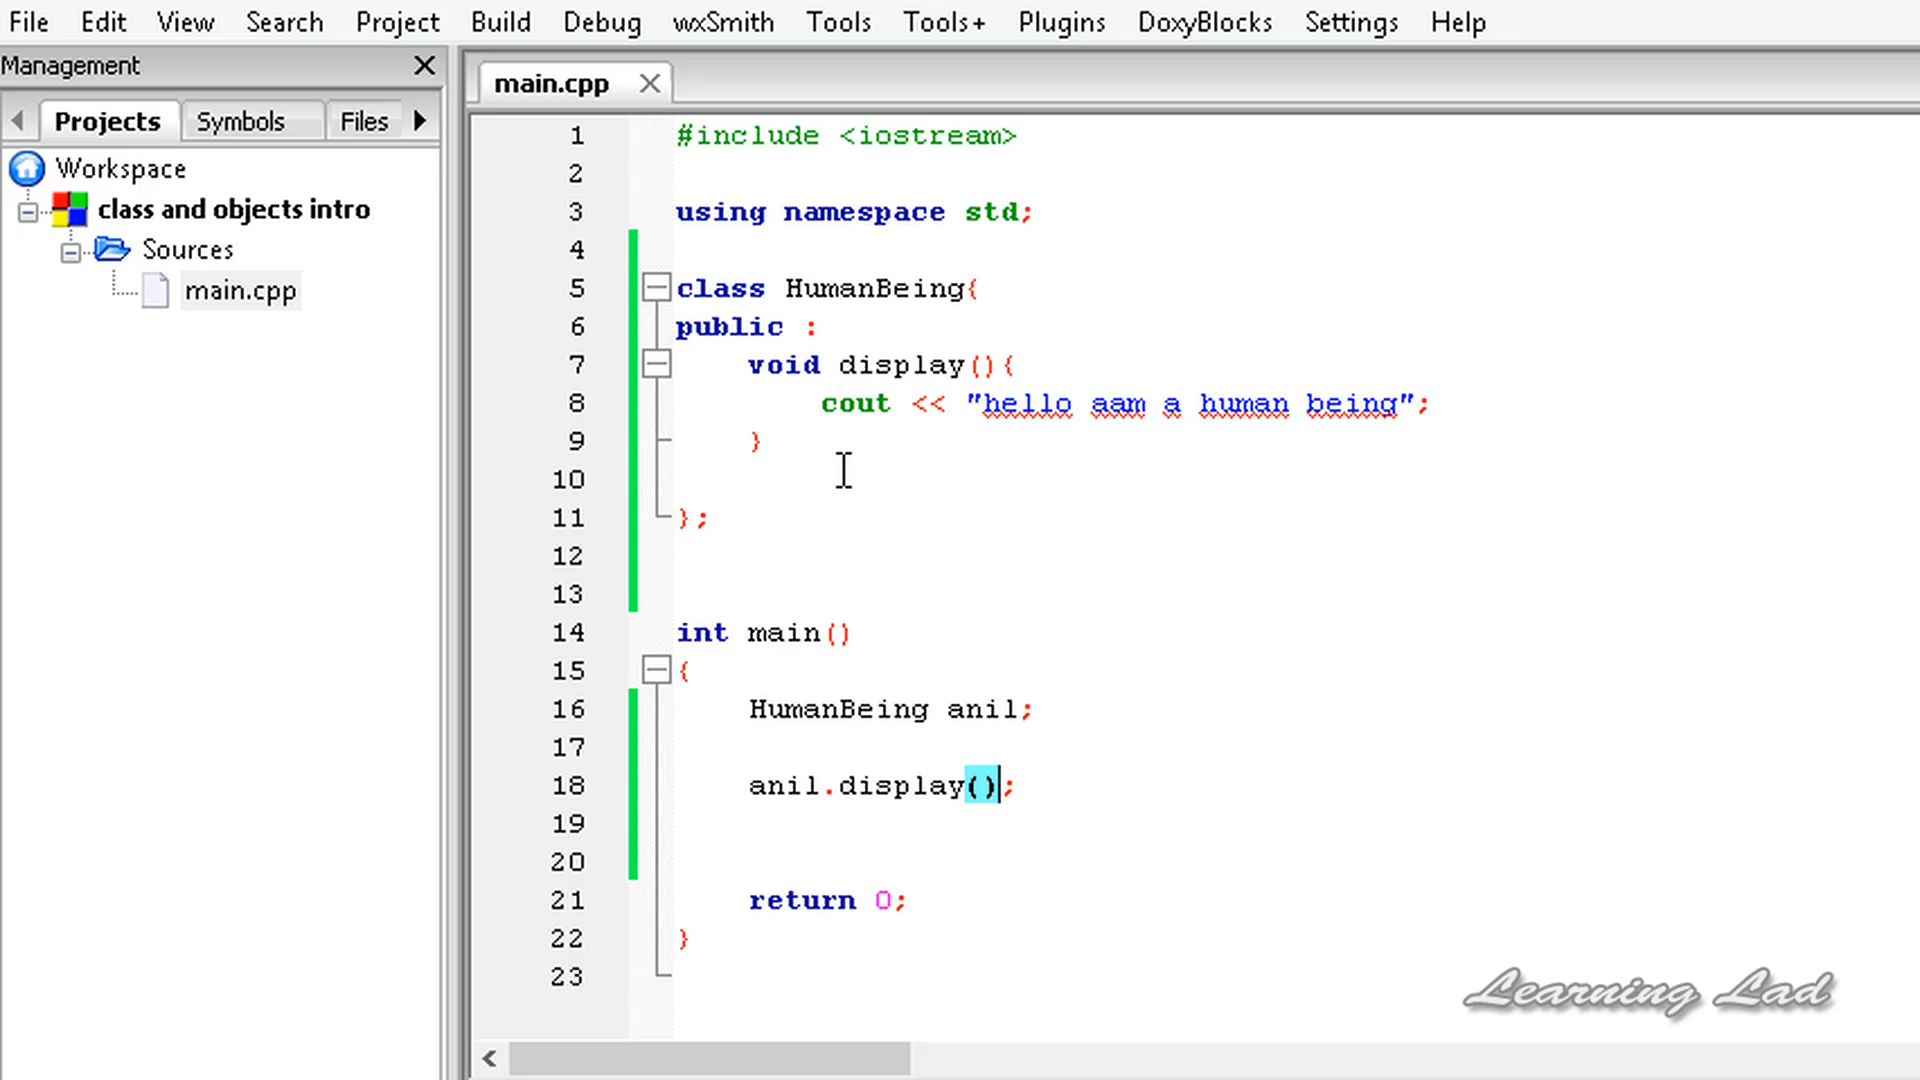 File Edit View Search Project Build Debug wxSmith Tools Tools+ Plugins DoxyBlocks Settings Help
Management
main.cpp
Projects Symbols Files
Workspace
class and objects intro
Sources
main.cpp
1 #include <iostream>
2
3 using namespace std;
4
5 class HumanBeing{
6 public :
7 void display(){
8 cout << "hello aam a human being";
9 }
10
11 };
12
13
14 int main()
15 {
16 HumanBeing anil;
17
18 anil.display();
19
20
21 return 0;
22 }
23
Learning Lad